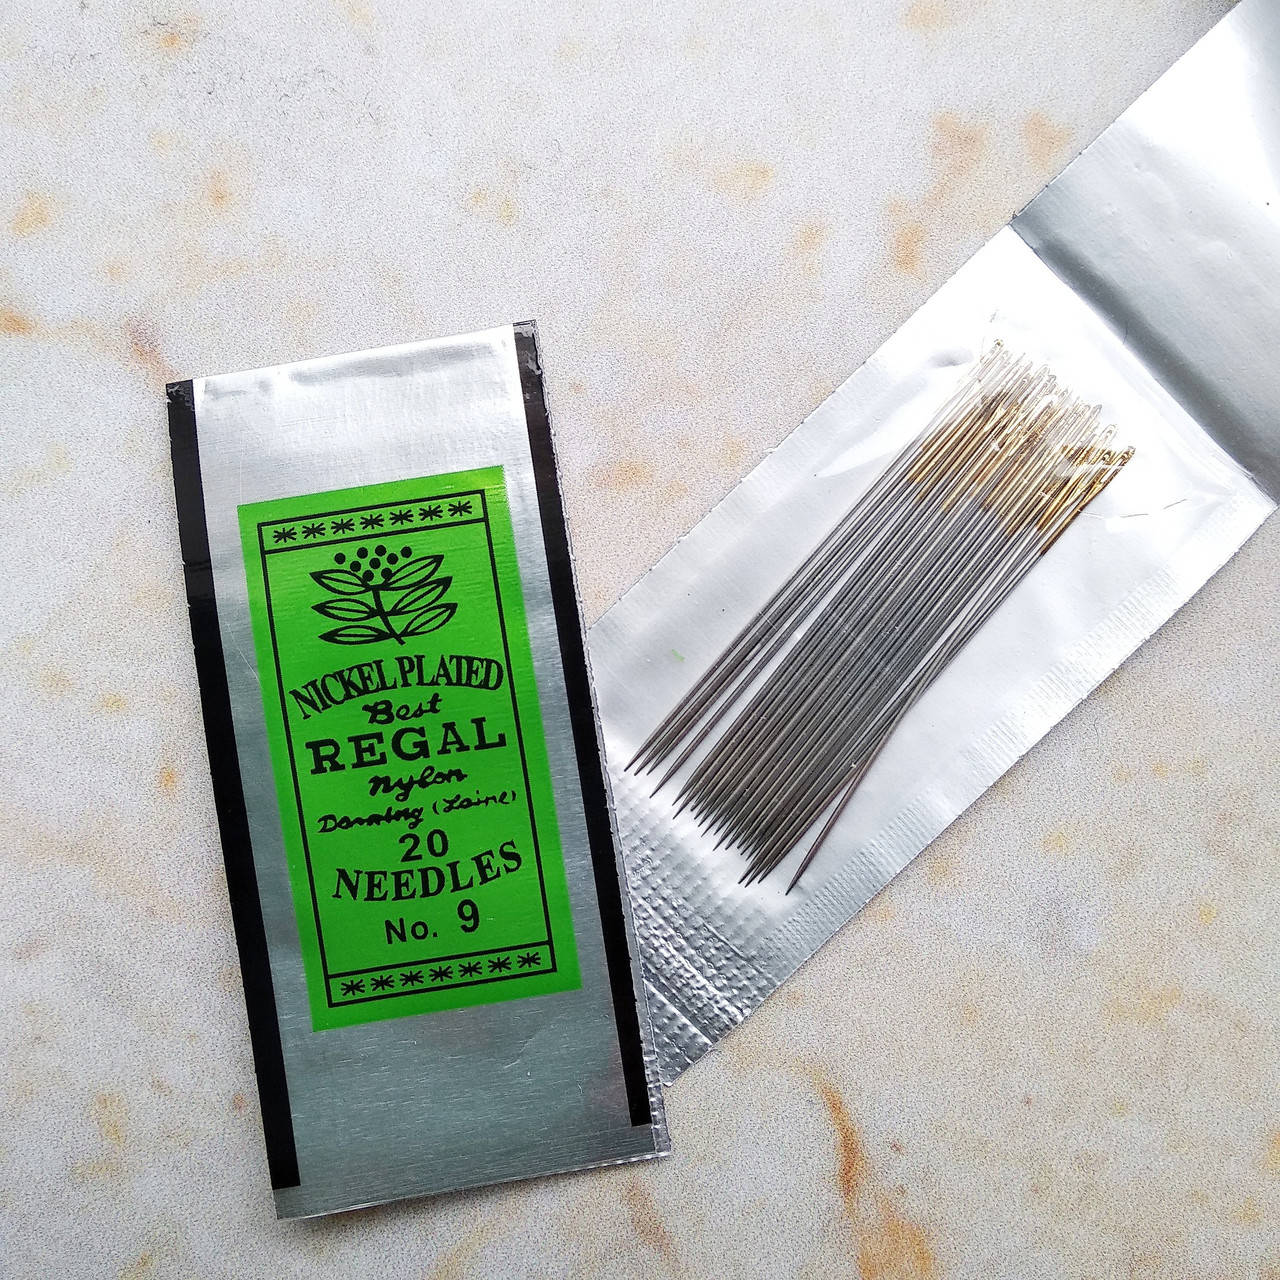 NICKEL PLATED
Best
REGAL
Nylon
Darning (Laine)
20
NEEDLES
No. 9